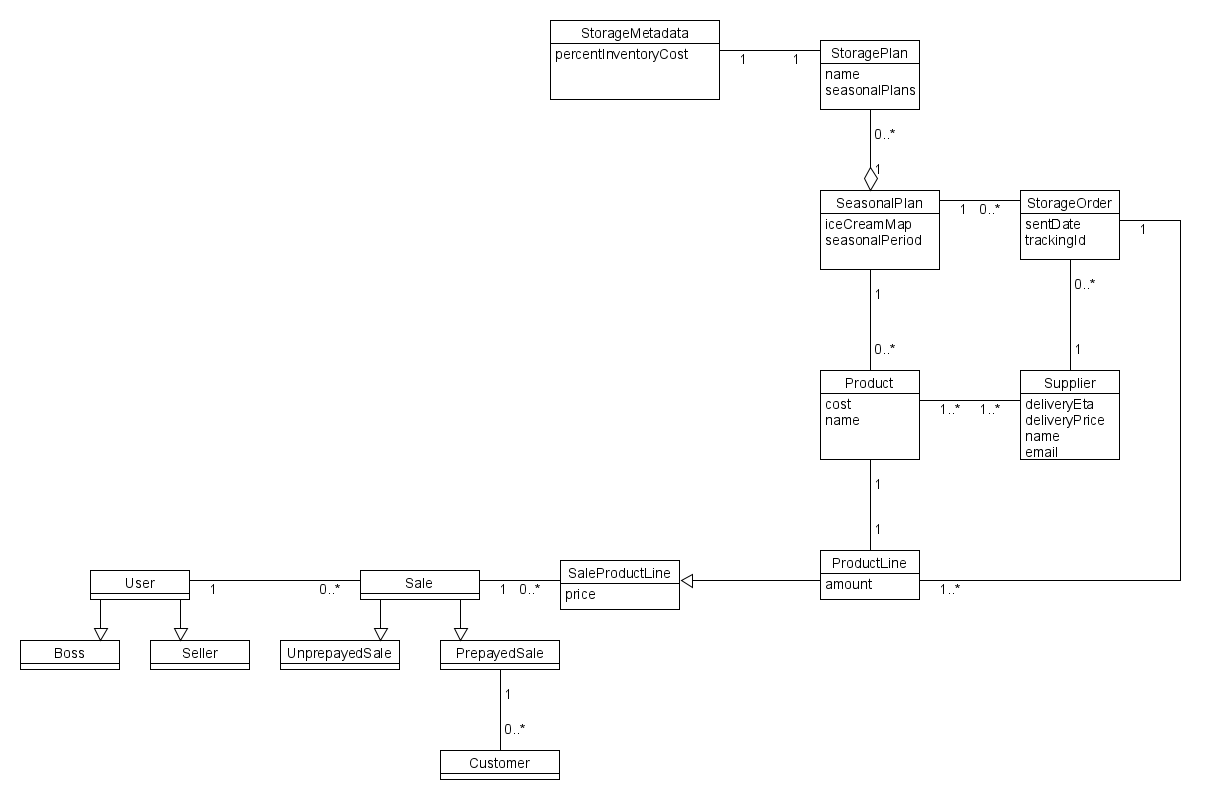 StorageMetadata
percentInventoryCost
1
1
StoragePlan
name
seasonalPlans
0..*
1
SeasonalPlan
iceCreamMap
seasonalPeriod
1
0..*
StorageOrder
sentDate
trackingId
1
0..*
1
1
0..*
Product
cost
name
1..*
1..*
Supplier
deliveryEta
deliveryPrice
name
email
1
1
ProductLine
amount
1..*
SaleProductLine
price
User
1
0..*
Sale
1
0..*
Boss
Seller
UnprepayedSale
PrepayedSale
1
0..*
Customer